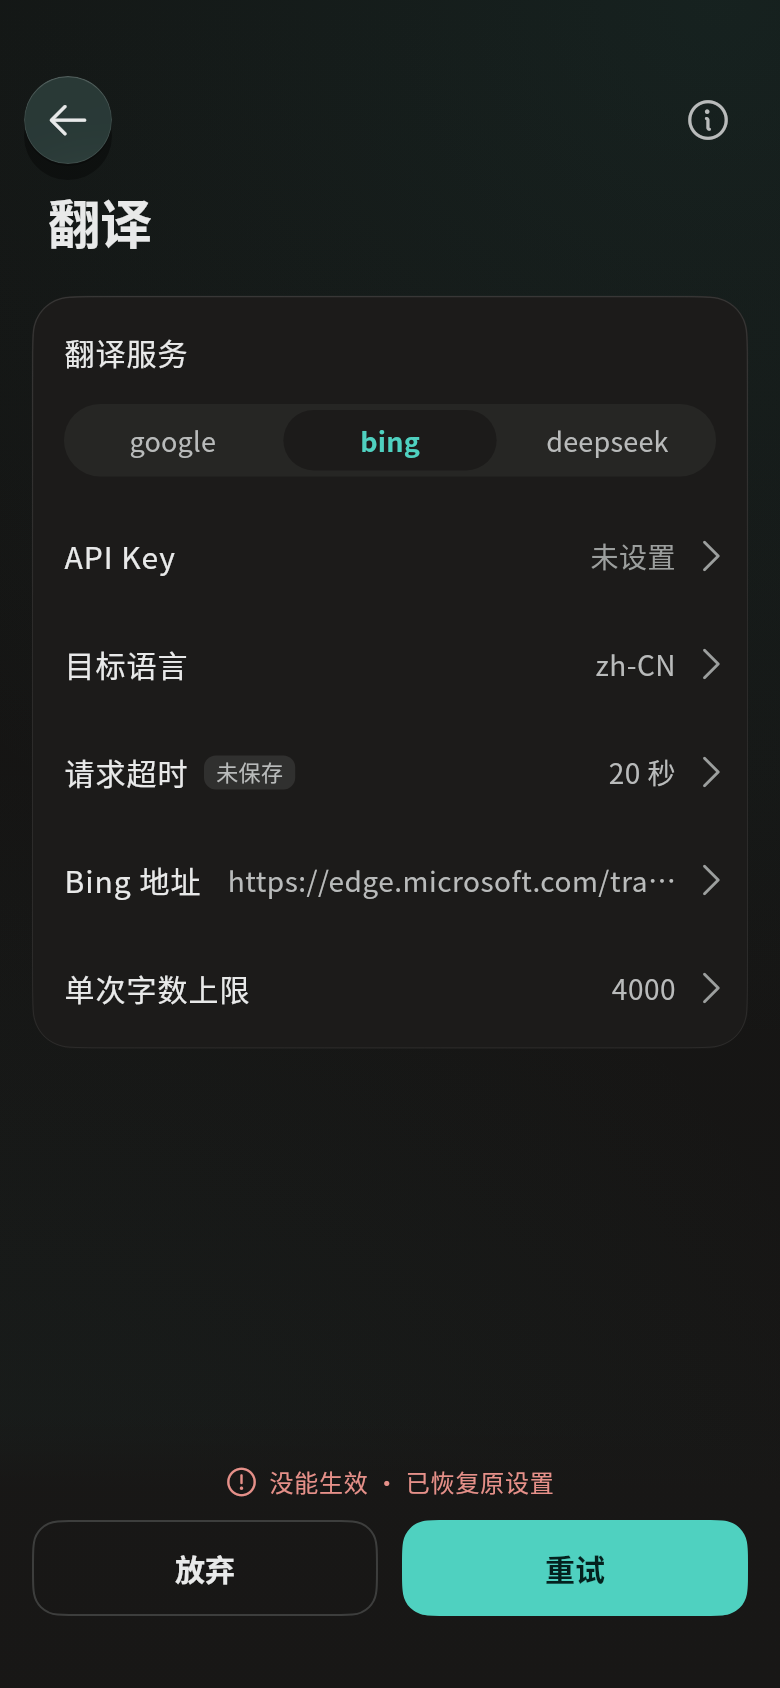 翻译
翻译服务
google bing deepseek
API Key 未设置
目标语言 zh-CN
请求超时 未保存 20 秒
Bing 地址 https://edge.microsoft.com/tra…
单次字数上限 4000
没能生效 · 已恢复原设置
放弃 重试